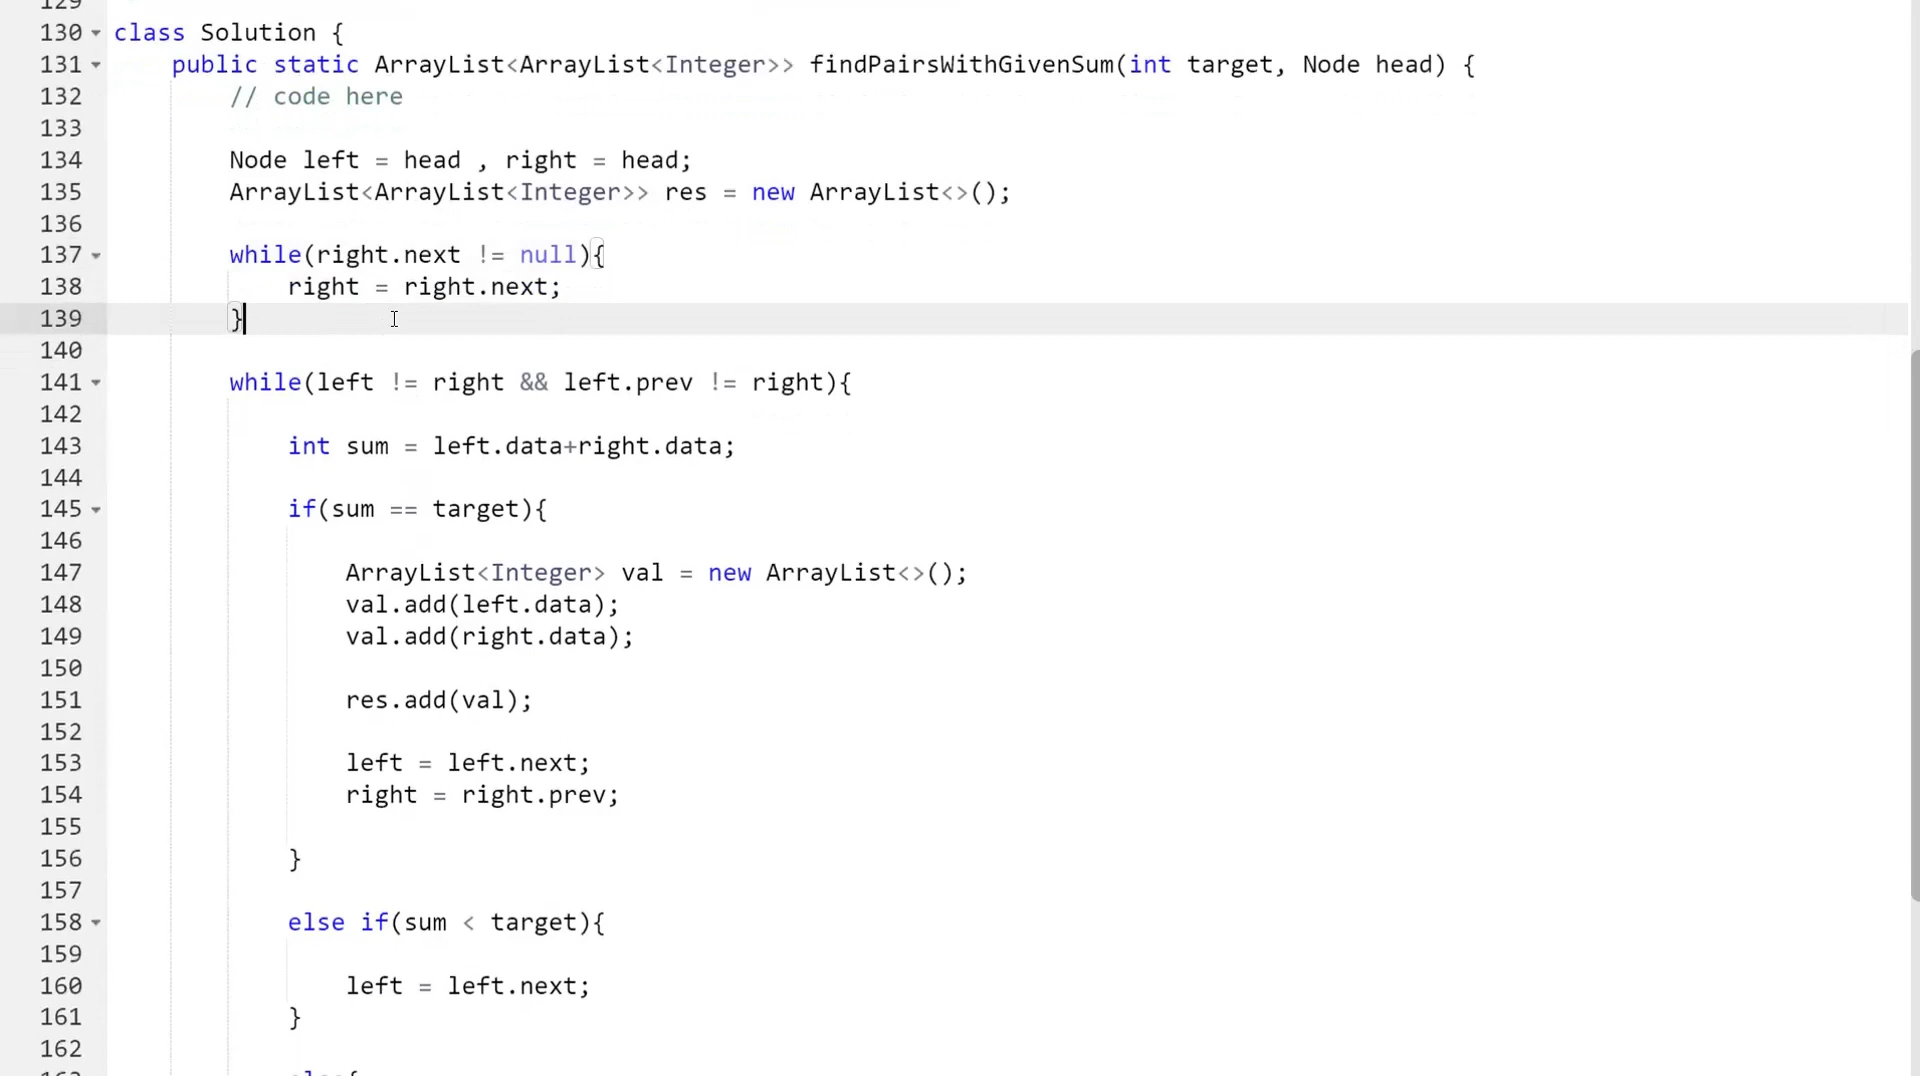 129
130 class Solution {
131 public static ArrayList<ArrayList<Integer>> findPairsWithGivenSum(int target, Node head) {
132 // code here
133
134 Node left = head , right = head;
135 ArrayList<ArrayList<Integer>> res = new ArrayList<>();
136
137 while(right.next != null){
138 right = right.next;
139 }
140
141 while(left != right && left.prev != right){
142
143 int sum = left.data+right.data;
144
145 if(sum == target){
146
147 ArrayList<Integer> val = new ArrayList<>();
148 val.add(left.data);
149 val.add(right.data);
150
151 res.add(val);
152
153 left = left.next;
154 right = right.prev;
155
156 }
157
158 else if(sum < target){
159
160 left = left.next;
161 }
162
163 else{